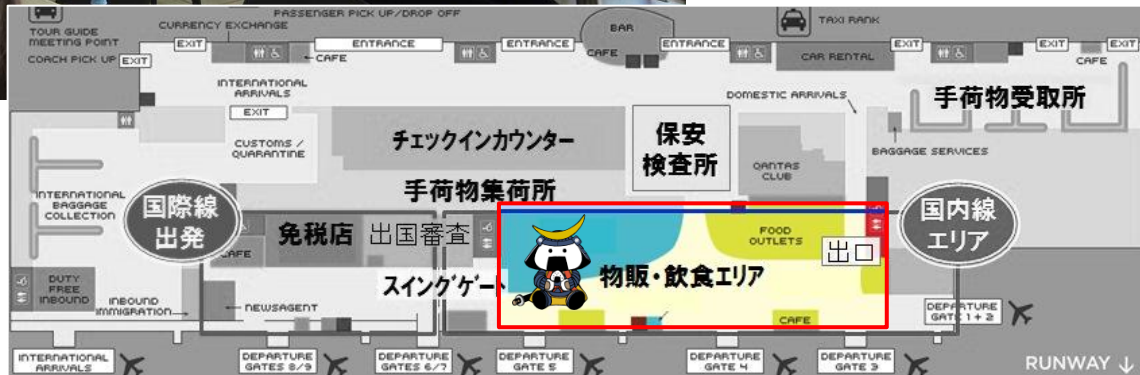 PASSENGER PICK UP/DROP OFF
CURRENCY EXCHANGE
TOUR GUIDE
MEETING POINT
COACH PICK UP
EXIT
EXIT
ENTRANCE
CAFE
ENTRANCE
BAR
CAFE
ENTRANCE
TAXI RANK
CAR RENTAL
EXIT
EXIT
EXIT
CAFE
INTERNATIONAL
ARRIVALS
EXIT
DOMESTIC ARRIVALS
手荷物受取所
CUSTOMS /
QUARANTINE
チェックインカウンター
保安
検査所
QANTAS
CLUB
BAGGAGE SERVICES
手荷物集荷所
INTERNATIONAL
BAGGAGE
COLLECTION
国際線
出発
免税店
出国審査
CAFE
FOOD
OUTLETS
出口
国内線
エリア
スイングゲート
物販・飲食エリア
DUTY
FREE
INBOUND
INBOUND
IMMIGRATION
NEWSAGENT
CAFE
DEPARTURE
GATE 1 + 2
INTERNATIONAL
ARRIVALS
DEPARTURE
GATES 8/9
DEPARTURE
GATES 6/7
DEPARTURE
GATE 5
DEPARTURE
GATE 4
DEPARTURE
GATE 3
RUNWAY ↓